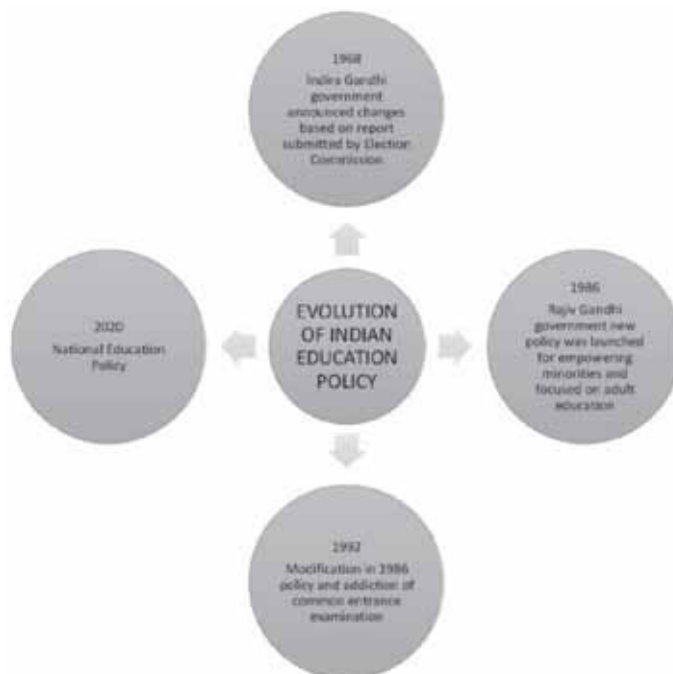 1968
Indira Gandhi
government
announced changes
based on report
submitted by Election
Commission
EVOLUTION
OF INDIAN
EDUCATION
POLICY
1986
Rajiv Gandhi
government new
policy was launched
for empowering
minorities and
focused on adult
education
1992
Modification in 1986
policy and addiction of
common entrance
examination
2020
National Education
Policy